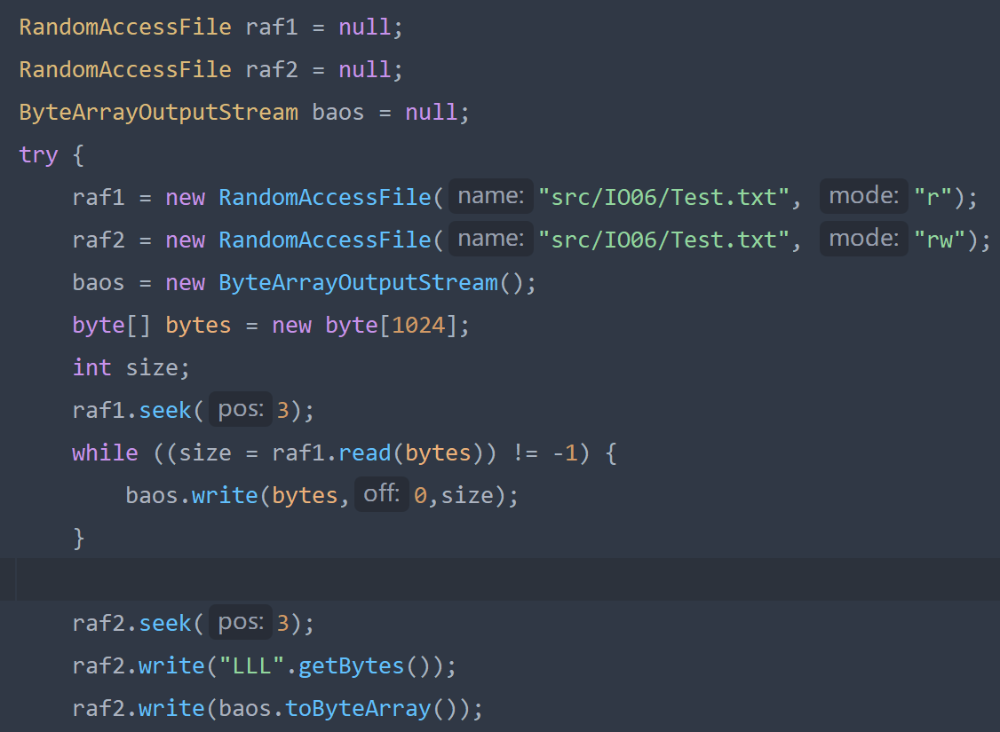 RandomAccessFile raf1 = null;
RandomAccessFile raf2 = null;
ByteArrayOutputStream baos = null;
try {
    raf1 = new RandomAccessFile( name: "src/IO06/Test.txt", mode: "r");
    raf2 = new RandomAccessFile( name: "src/IO06/Test.txt", mode: "rw");
    baos = new ByteArrayOutputStream();
    byte[] bytes = new byte[1024];
    int size;
    raf1.seek( pos: 3);
    while ((size = raf1.read(bytes)) != -1) {
        baos.write(bytes, off: 0,size);
    }
    raf2.seek( pos: 3);
    raf2.write("LLL".getBytes());
    raf2.write(baos.toByteArray());